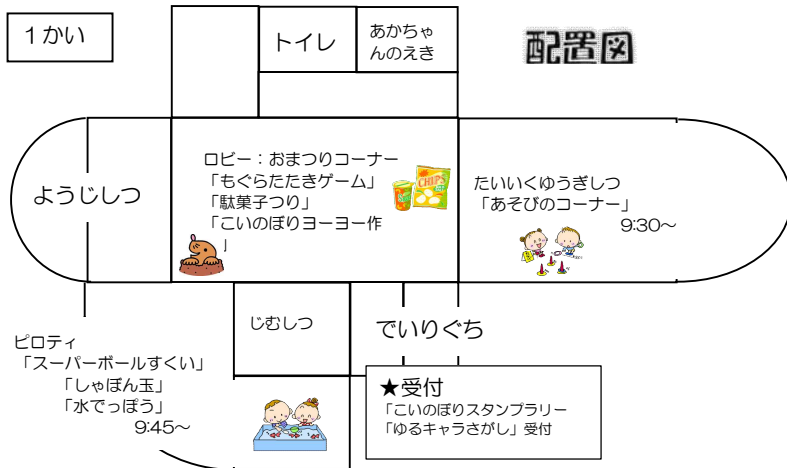 1かい
トイレ
あかちゃ
んのえき
配置図
ようじしつ
ロビー：おまつりコーナー
「もぐらたたきゲーム」
「駄菓子つり」
「こいのぼりヨーヨー作
」
CHIPS
たいいくゆうぎしつ
「あそびのコーナー」
9:30～
じむしつ
でいりぐち
ピロティ
「スーパーボールすくい」
「しゃぼん玉」
「水でっぽう」
9:45～
★受付
「こいのぼりスタンプラリー
「ゆるキャラさがし」受付